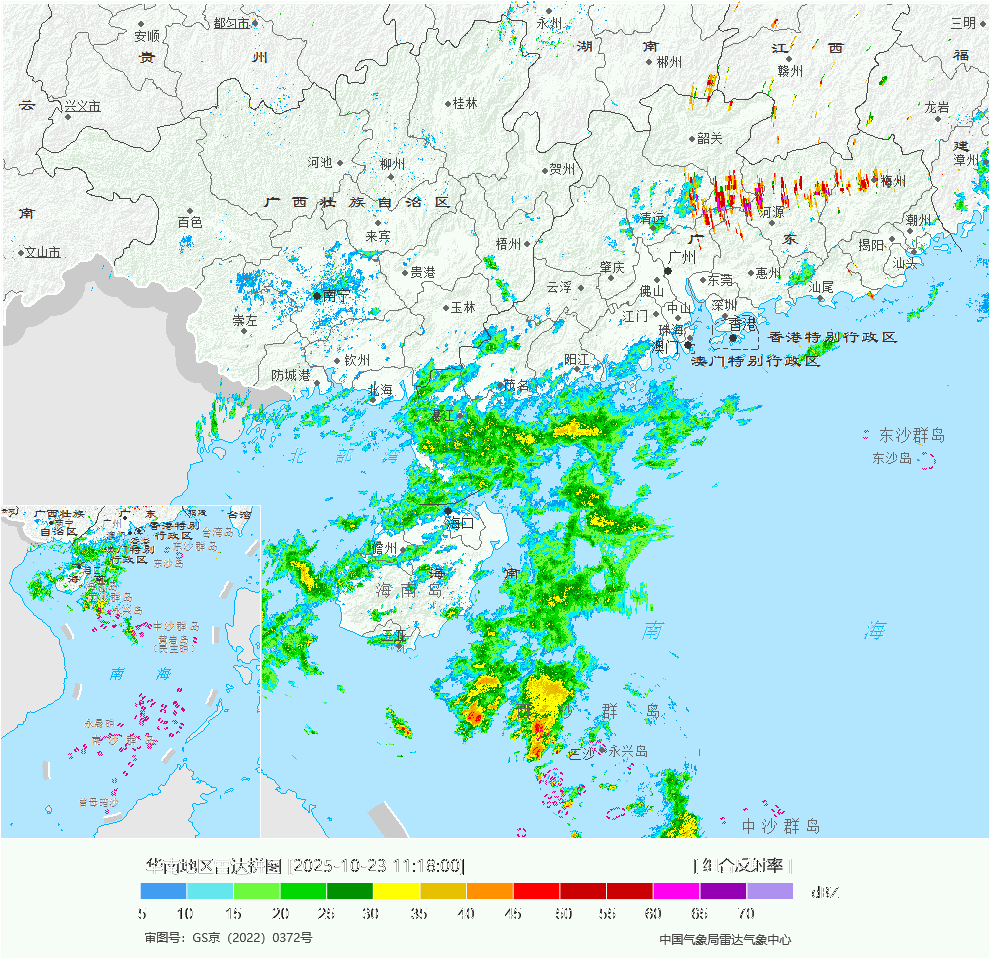 永州
三明
安顺
都匀市
贵 州
湖 南
江 西
福
郴州
赣州
云
兴义市
桂林
龙岩
韶关
建
漳州
河池
柳州
贺州
梅州
广 西 壮 族 自 治 区
南
百色
清远
河源
潮州
来宾
梧州
广 东
揭阳
汕头
文山市
贵港
肇庆
广州
惠州
东莞
汕尾
南宁
云浮
佛山
崇左
玉林
江门
中山
深圳
珠海
香港
香港特别行政区
澳门
澳门特别行政区
钦州
阳江
防城港
北海
茂名
湛江
东沙群岛
东沙岛
北 部 湾
海口
儋州
海 南
海 南 岛
三亚
南 海
西 沙 群 岛
三沙
永兴岛
中沙群岛
广西壮族
自治区
广 东
香港特别
行政区
澳门特别
行政区
台湾
台湾岛
东沙群岛
东沙岛
永兴岛
中沙群岛
黄岩岛
南 海
南 沙 群 岛
曾母暗沙
华南地区雷达拼图 [2025-10-23 11:18:00]
[组合反射率]
dBZ
5 10 15 20 25 30 35 40 45 50 55 60 65 70
审图号：GS京（2022）0372号
中国气象局雷达气象中心